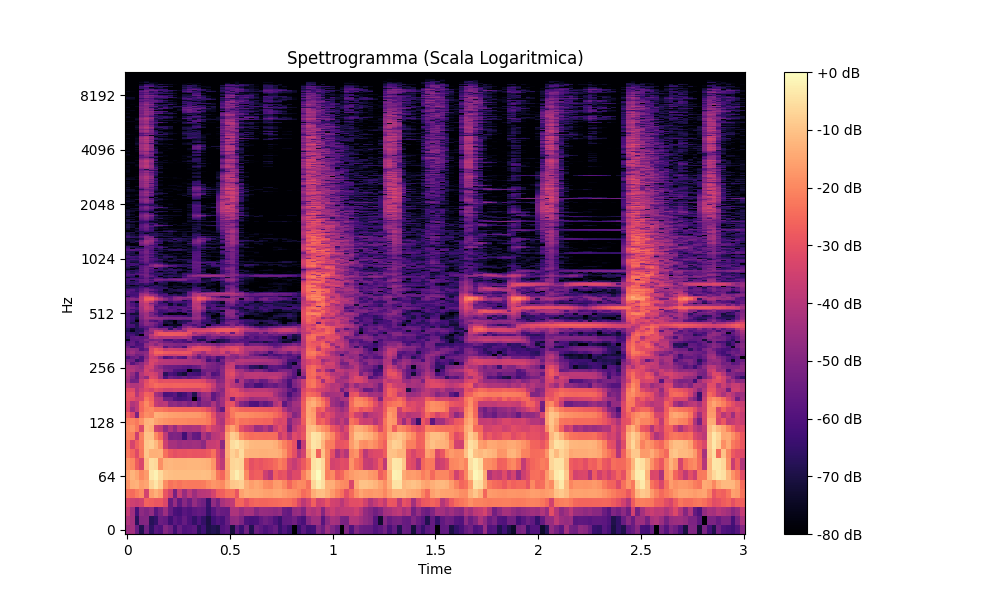 Spettrogramma (Scala Logaritmica)
Hz
8192
4096
2048
1024
512
256
128
64
0
0
0.5
1
1.5
2
2.5
3
Time
+0 dB
-10 dB
-20 dB
-30 dB
-40 dB
-50 dB
-60 dB
-70 dB
-80 dB